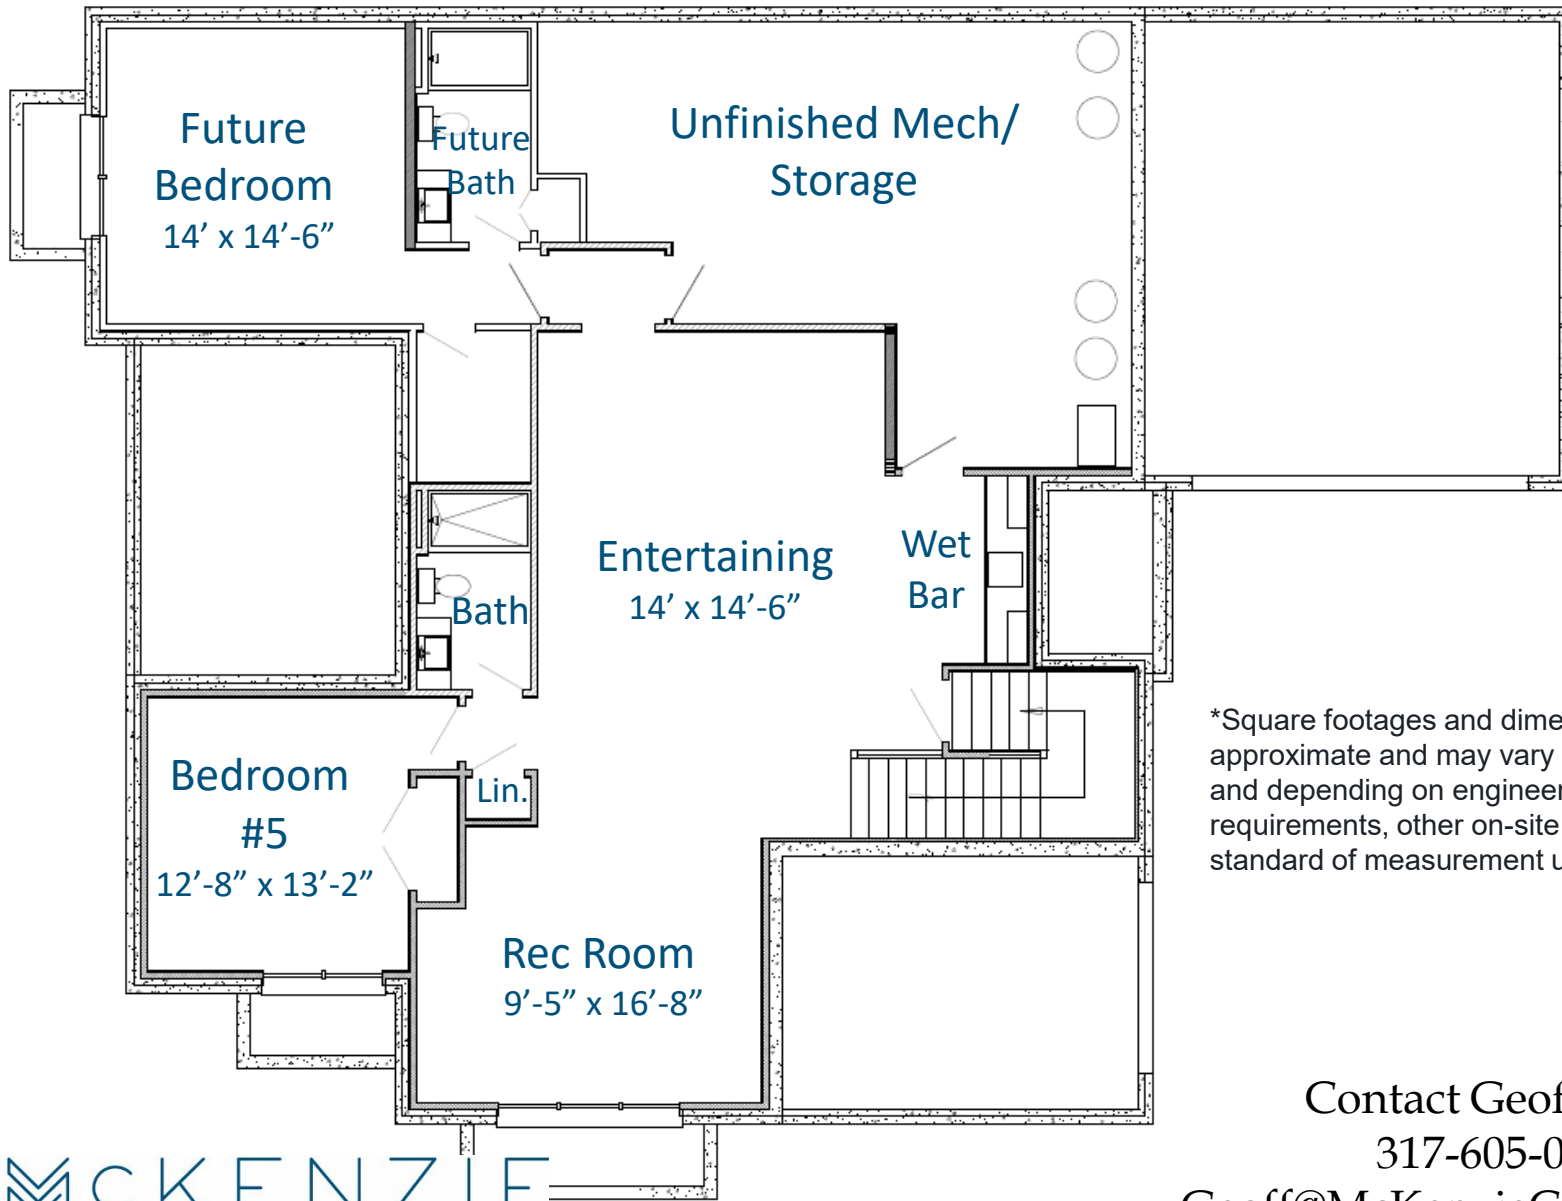 Future
Bedroom
14’ x 14’-6”
Future
Bath
Unfinished Mech/
Storage
Entertaining
14’ x 14’-6”
Wet
Bar
Bath
Bedroom
#5
12’-8” x 13’-2”
Lin.
Rec Room
9’-5” x 16’-8”
*Square footages and dime
approximate and may vary
and depending on engineer
requirements, other on-site
standard of measurement u
Contact Geof
317-605-0
Geoff@McKenzieC
MCKENZIE